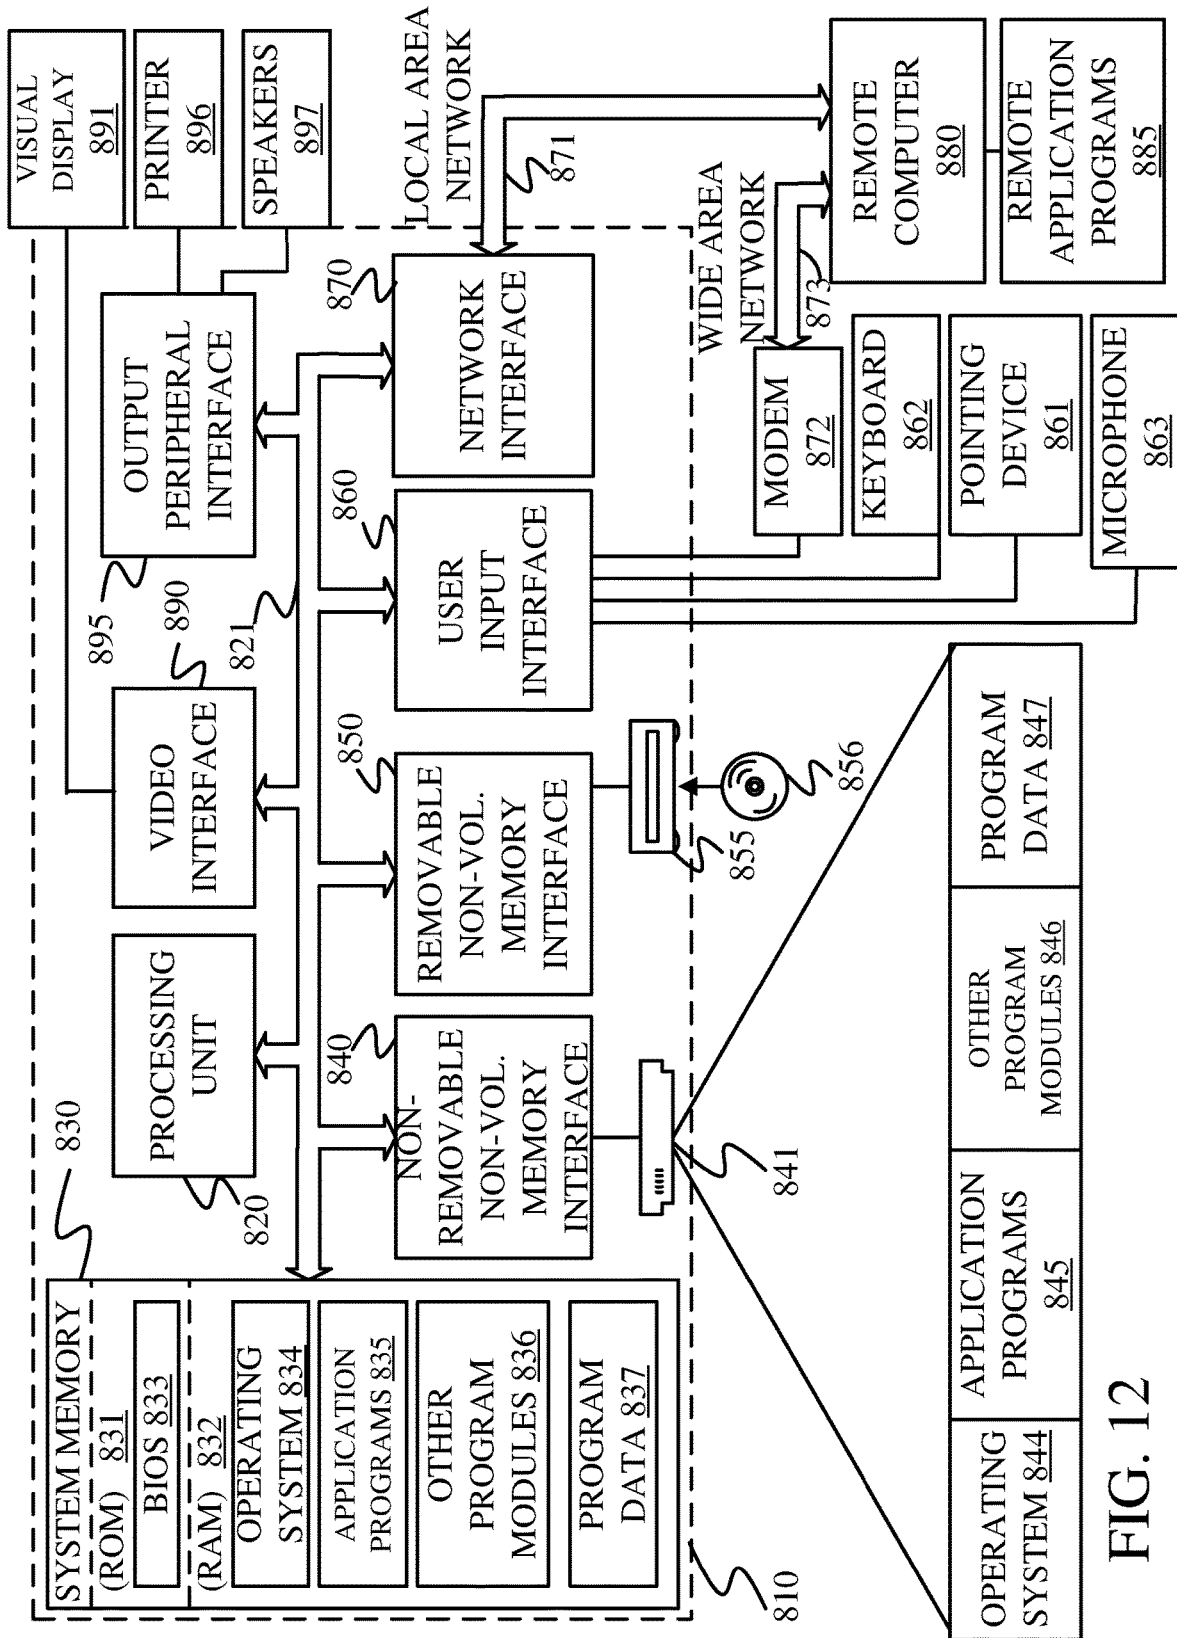 SYSTEM MEMORY
(ROM) 831
BIOS 833
(RAM) 832
OPERATING
SYSTEM 834
APPLICATION
PROGRAMS 835
OTHER
PROGRAM
MODULES 836
PROGRAM
DATA 837
830
PROCESSING
UNIT
820
VIDEO
INTERFACE
890
821
OUTPUT
PERIPHERAL
INTERFACE
895
VISUAL
DISPLAY
891
PRINTER
896
SPEAKERS
897
NON-
REMOVABLE
NON-VOL.
MEMORY
INTERFACE
840
REMOVABLE
NON-VOL.
MEMORY
INTERFACE
850
USER
INPUT
INTERFACE
860
NETWORK
INTERFACE
870
LOCAL AREA
NETWORK
871
810
841
855
856
WIDE AREA
NETWORK
873
MODEM
872
KEYBOARD
862
POINTING
DEVICE
861
MICROPHONE
863
REMOTE
COMPUTER
880
REMOTE
APPLICATION
PROGRAMS
885
OPERATING
SYSTEM 844
APPLICATION
PROGRAMS
845
OTHER
PROGRAM
MODULES 846
PROGRAM
DATA 847
FIG. 12